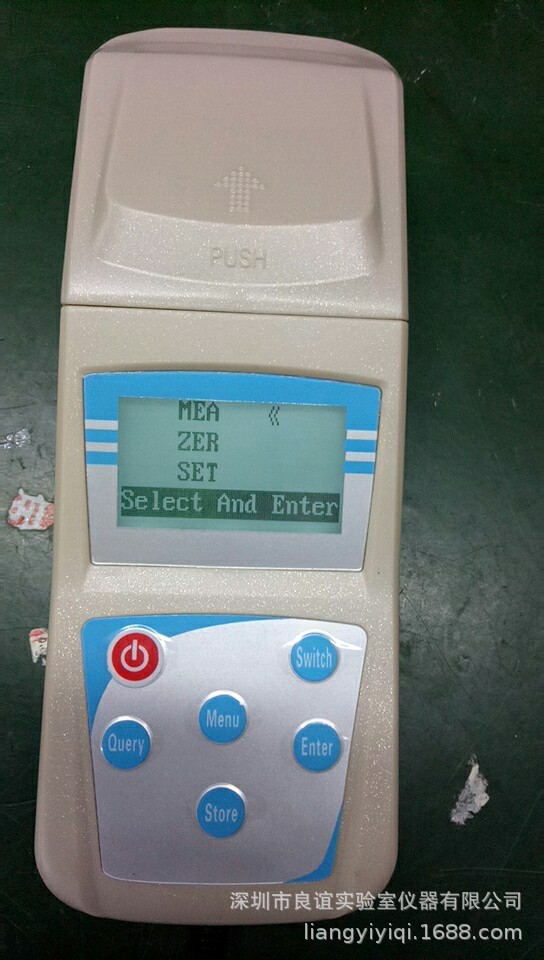 PUSH
MEA 《
ZER
SET
Select And Enter
Switch
Menu
Query
Enter
Store
深圳市良谊实验室仪器有限公司
liangyiyiqi.1688.com